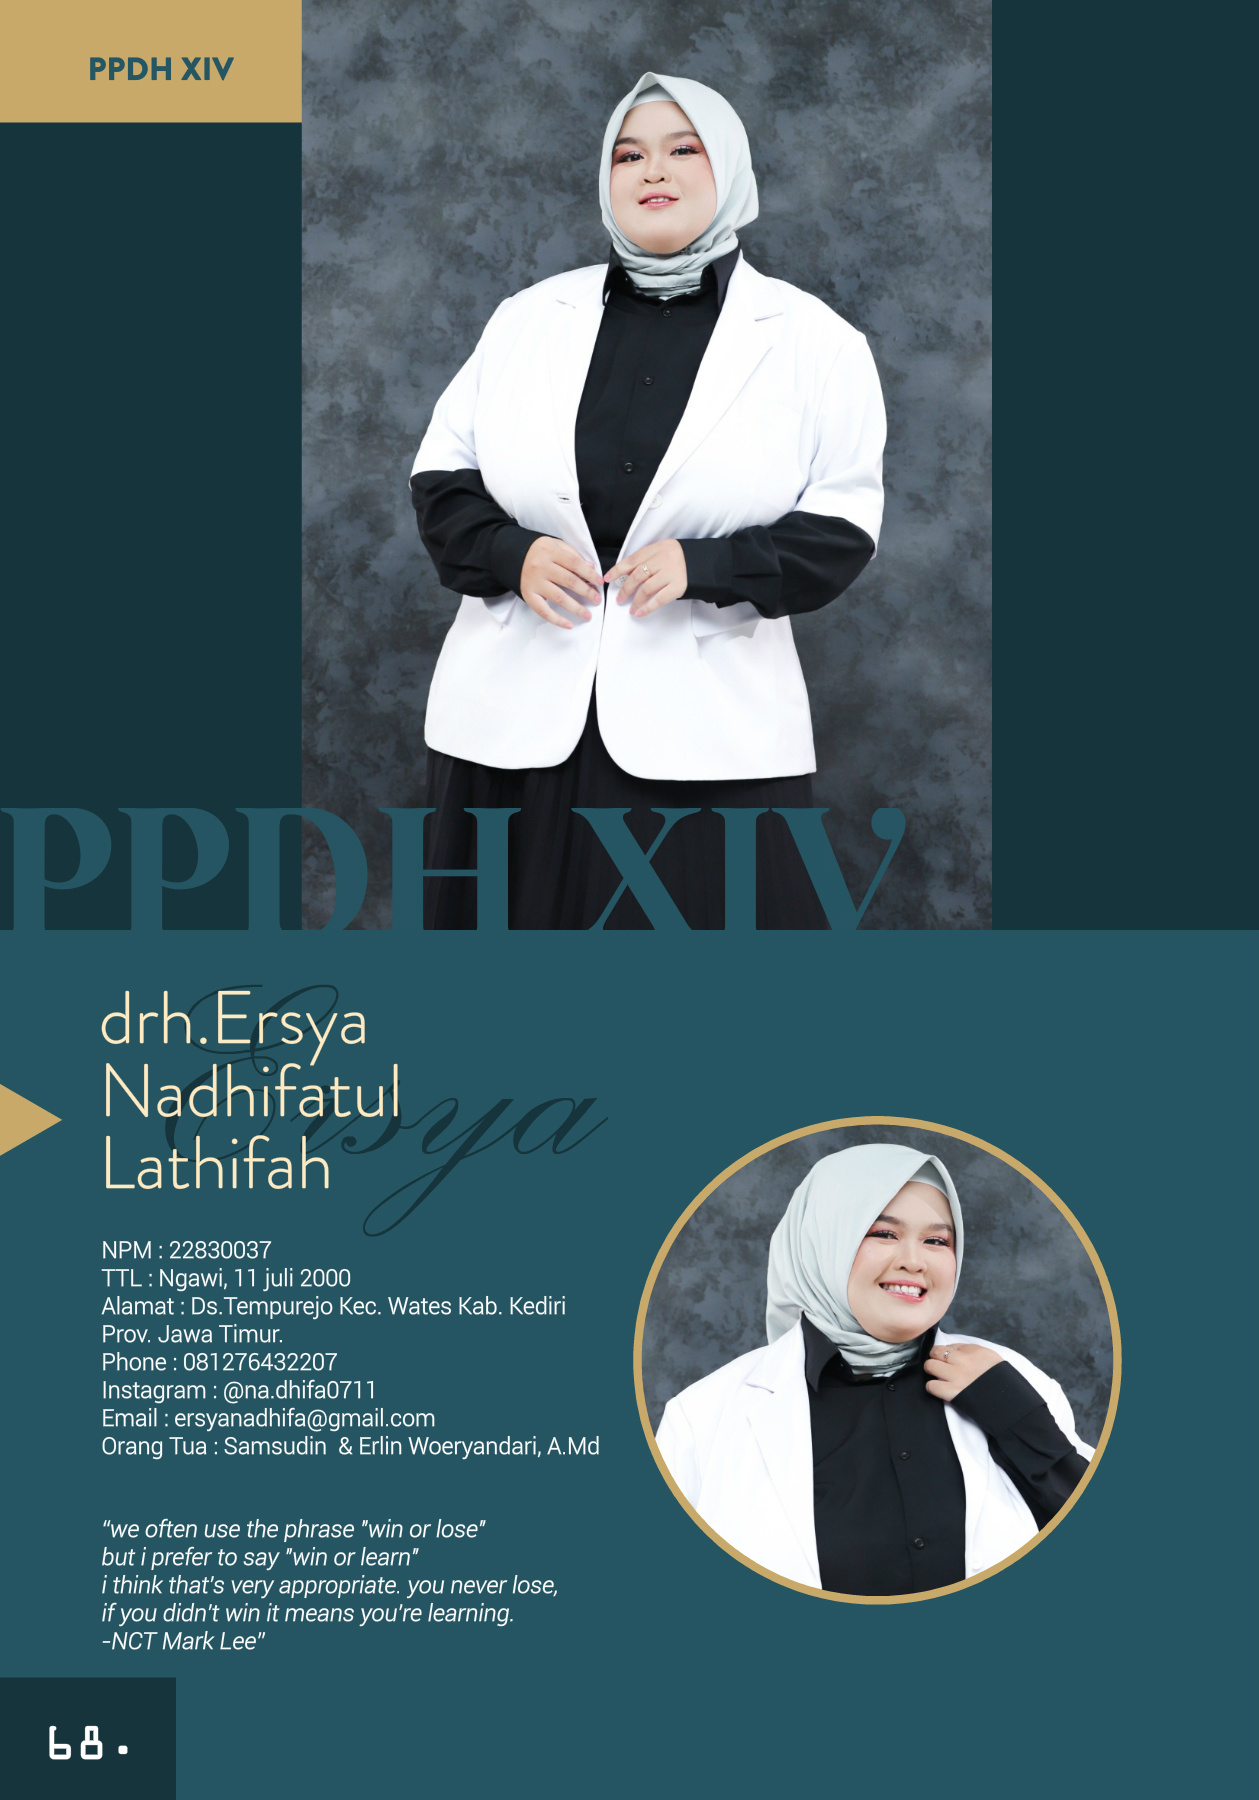 PPDH XIV
PPDH XIV
drh.Ersya
Nadhifatul
Lathifah
Ersya
NPM : 22830037
TTL : Ngawi, 11 juli 2000
Alamat : Ds.Tempurejo Kec. Wates Kab. Kediri
Prov. Jawa Timur.
Phone : 081276432207
Instagram : @na.dhifa0711
Email : ersyanadhifa@gmail.com
Orang Tua : Samsudin  & Erlin Woeryandari, A.Md
“we often use the phrase "win or lose"
but i prefer to say "win or learn"
i think that's very appropriate. you never lose,
if you didn't win it means you're learning.
-NCT Mark Lee”
68.